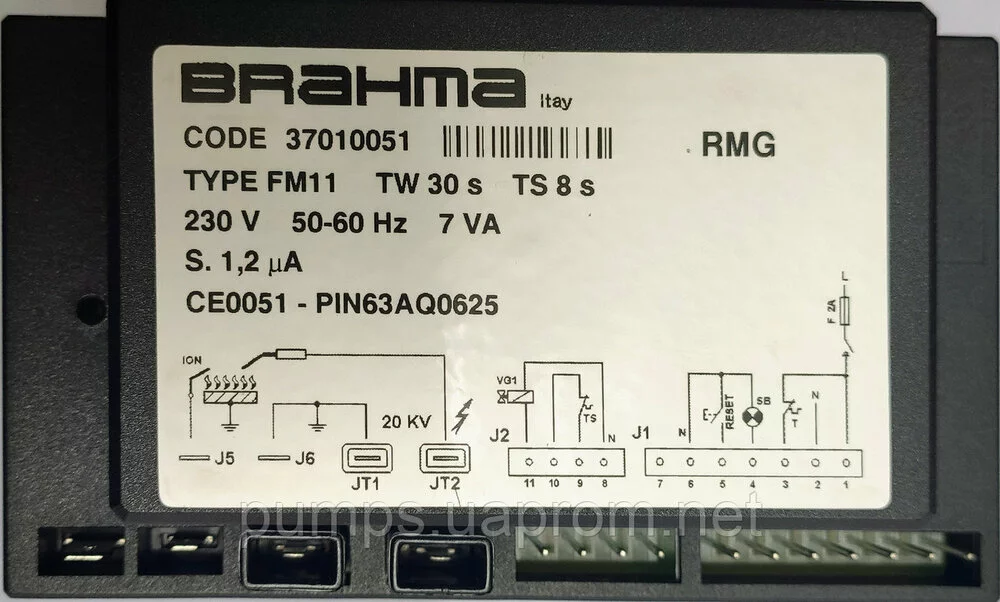 BRAHMA Itay
CODE 37010051 RMG
TYPE FM11 TW 30 s TS 8 s
230 V 50-60 Hz 7 VA
S. 1,2 µA
CE0051 - PIN63AQ0625
L
F 2A
ION
VG1
TS
N
20 KV
J2
J1
N
RESET
SB
T
N
J5
J6
JT1
JT2
11 10 9 8
7 6 5 4 3 2 1
pumps.uaprom.net